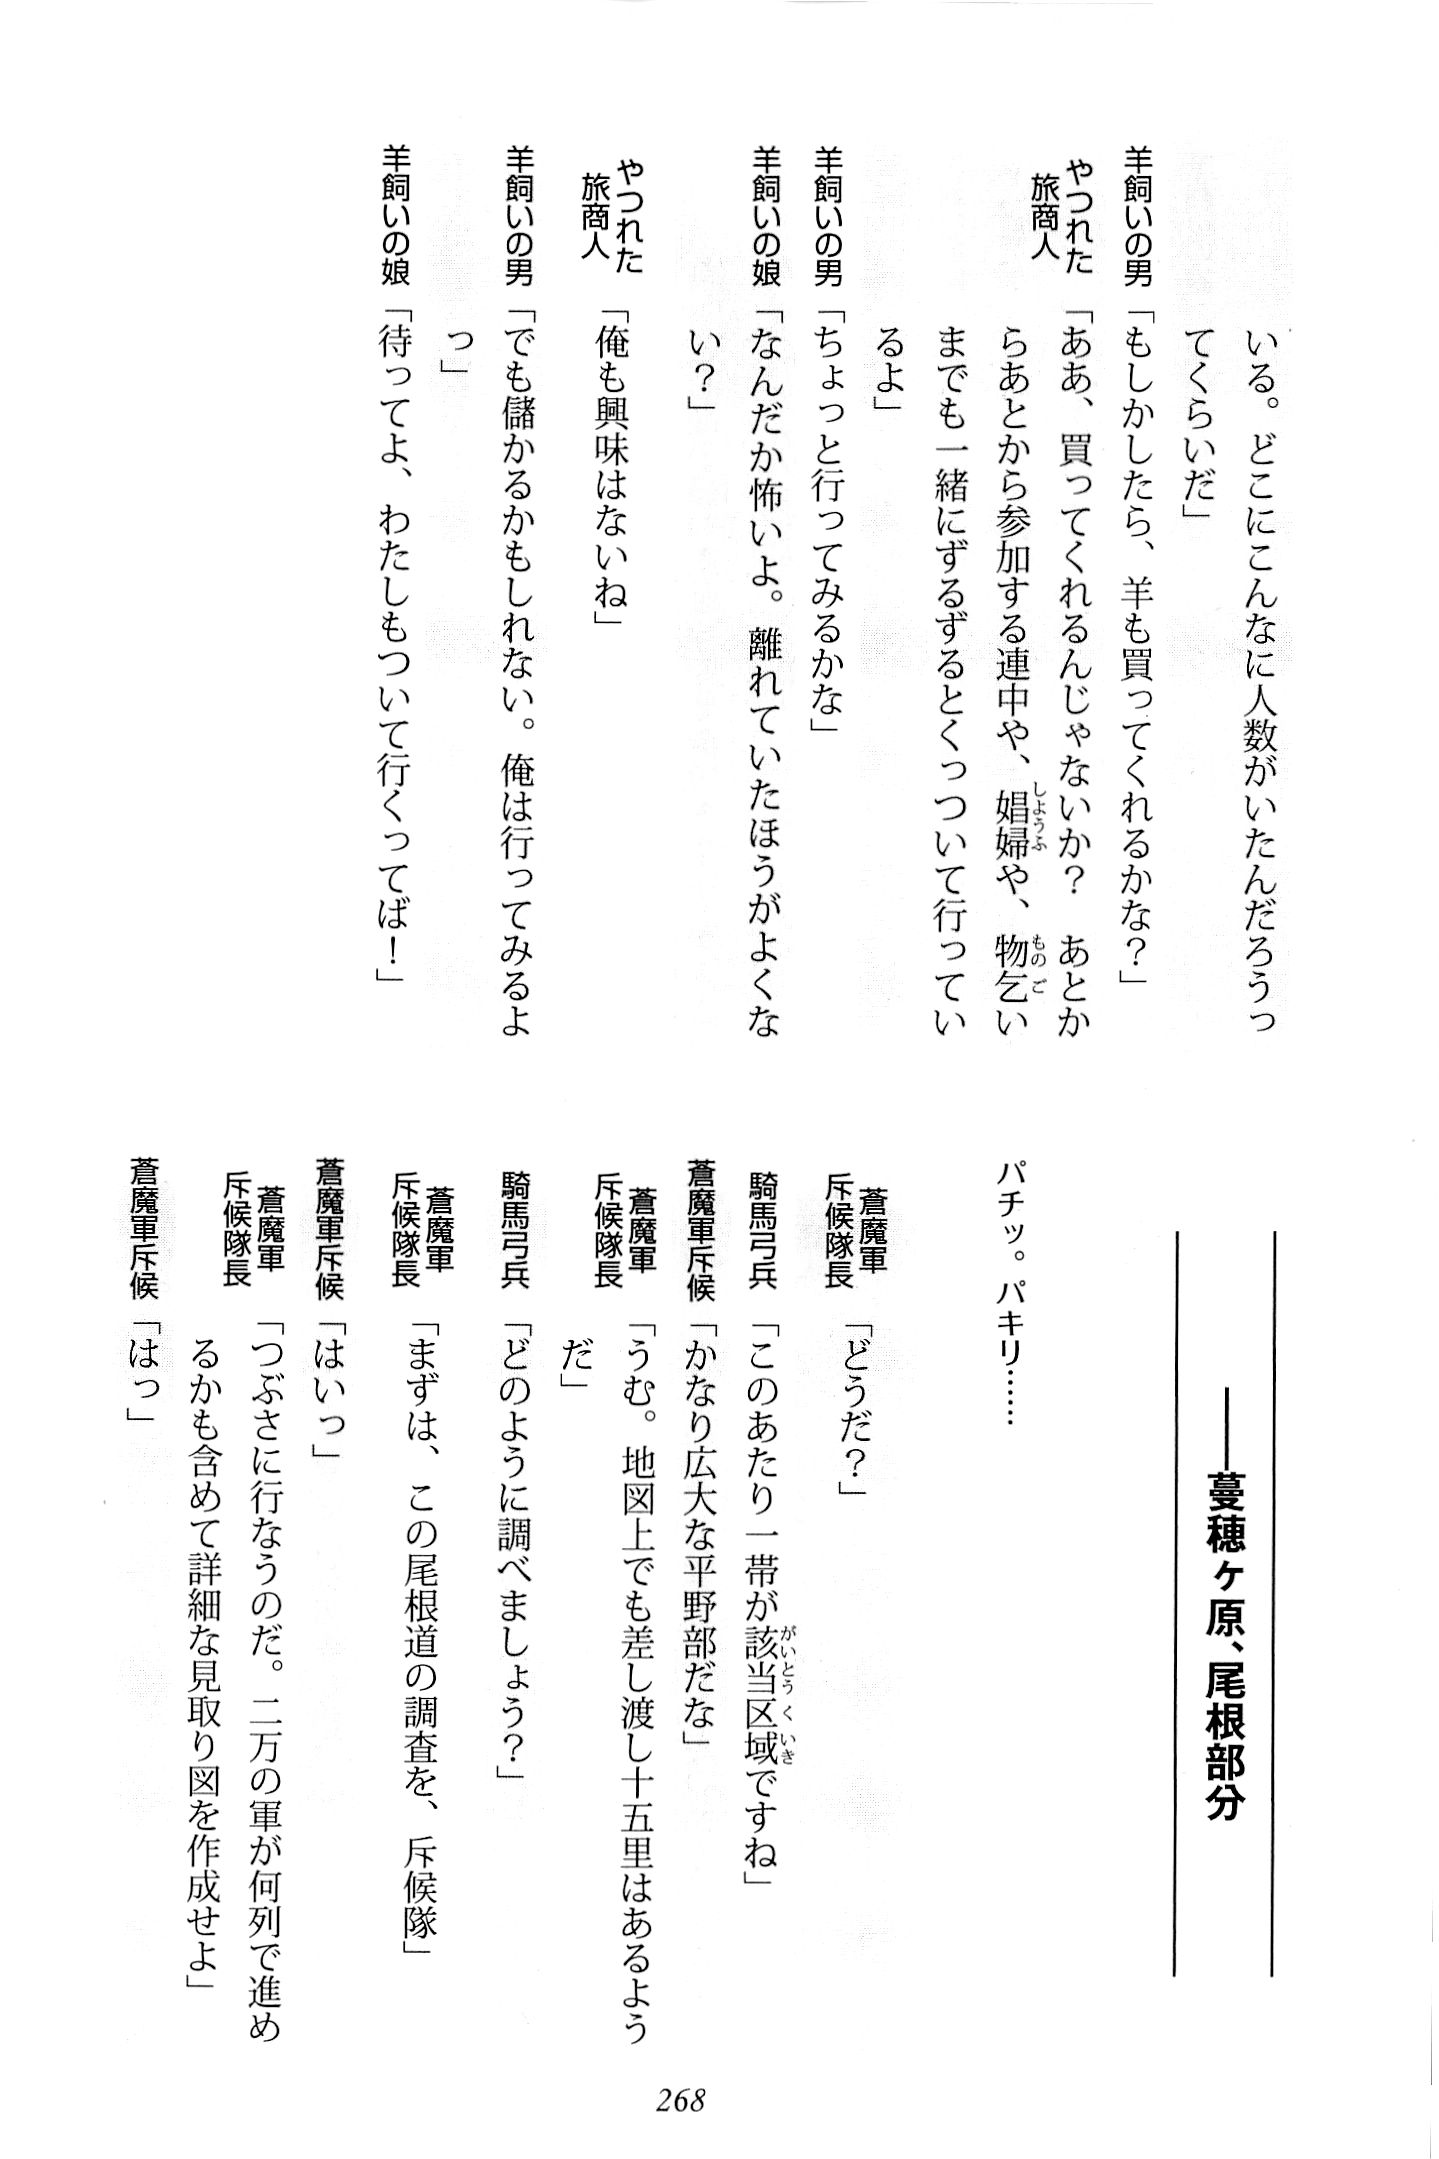 いる。どこにこんなに人数がいたんだろうっ
てくらいだ」
羊飼いの男「もしかしたら、羊も買ってくれるかな？」
やつれた旅商人「ああ、買ってくれるんじゃないか？　あとか
らあとから参加する連中や、娼婦や、物乞い
までも一緒にずるずるとくっついて行ってい
るよ」
羊飼いの男「ちょっと行ってみるかな」
羊飼いの娘「なんだか怖いよ。離れていたほうがよくな
い？」
やつれた旅商人「俺も興味はないね」
羊飼いの男「でも儲かるかもしれない。俺は行ってみるよ
っ」
羊飼いの娘「待ってよ、わたしもついて行くってば！」
――蔓穂ヶ原、尾根部分
パチッ。パキリ……
蒼魔軍斥候隊長「どうだ？」
騎馬弓兵「このあたり一帯が該当区域ですね」
蒼魔軍斥候「かなり広大な平野部だな」
蒼魔軍斥候隊長「うむ。地図上でも差し渡し十五里はあるよう
だ」
騎馬弓兵「どのように調べましょう？」
蒼魔軍斥候隊長「まずは、この尾根道の調査を、斥候隊」
蒼魔軍斥候「はいっ」
蒼魔軍斥候隊長「つぶさに行なうのだ。二万の軍が何列で進め
るかも含めて詳細な見取り図を作成せよ」
蒼魔軍斥候「はっ」
268